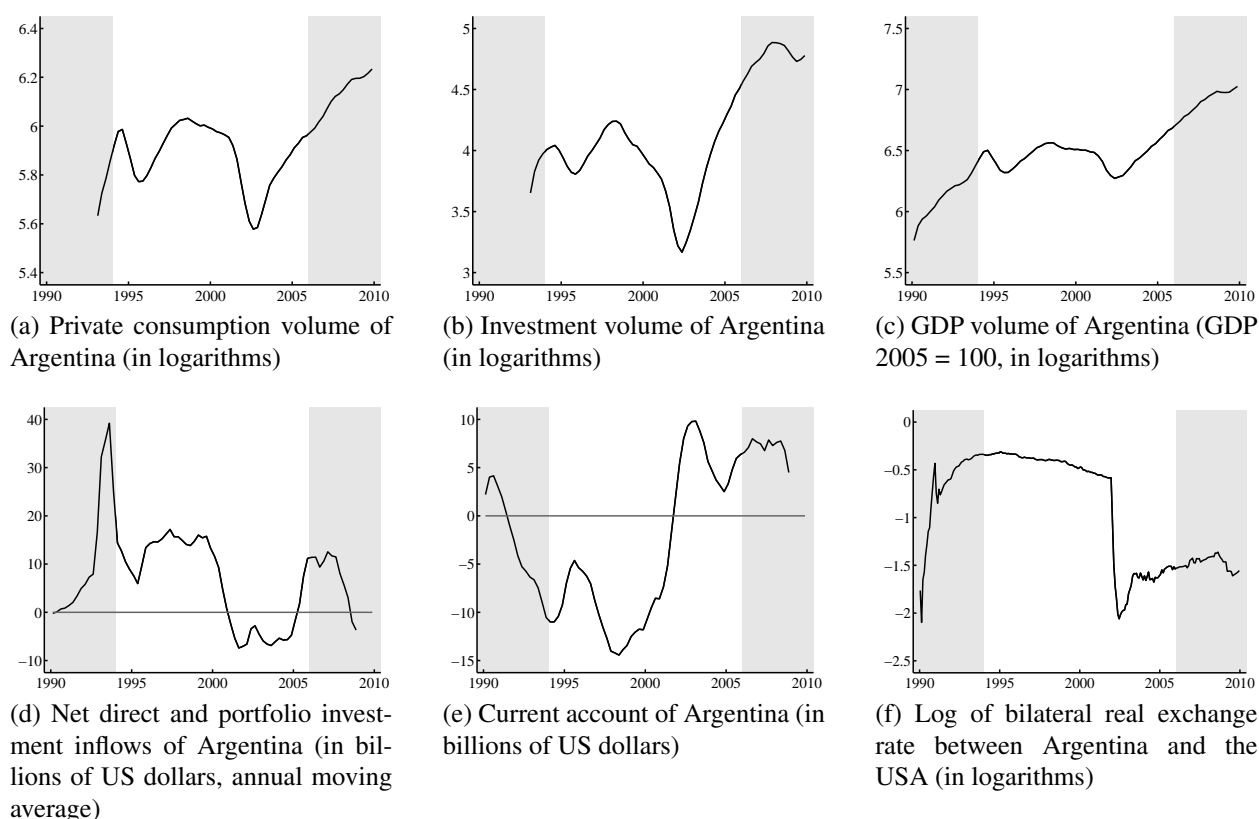 6.4
6.2
6
5.8
5.6
5.4
1990 1995 2000 2005 2010
(a) Private consumption volume of
Argentina (in logarithms)
5
4.5
4
3.5
3
1990 1995 2000 2005 2010
(b) Investment volume of Argentina
(in logarithms)
7.5
7
6.5
6
5.5
1990 1995 2000 2005 2010
(c) GDP volume of Argentina (GDP
2005 = 100, in logarithms)
40
30
20
10
0
−10
1990 1995 2000 2005 2010
(d) Net direct and portfolio invest-
ment inflows of Argentina (in bil-
lions of US dollars, annual moving
average)
10
5
0
−5
−10
−15
1990 1995 2000 2005 2010
(e) Current account of Argentina (in
billions of US dollars)
0
−0.5
−1
−1.5
−2
−2.5
1990 1995 2000 2005 2010
(f) Log of bilateral real exchange
rate between Argentina and the
USA (in logarithms)